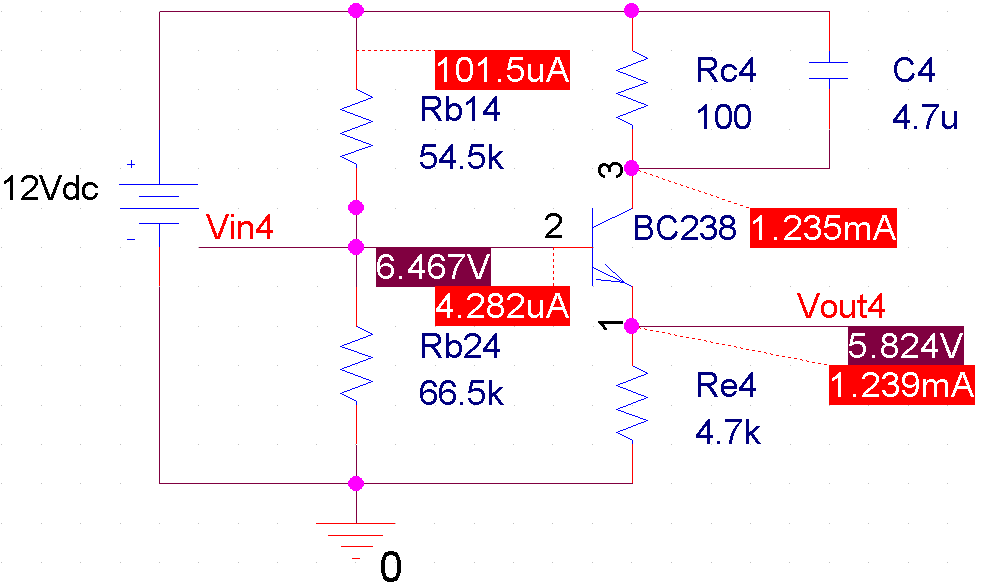 101.5uA
Rb14
54.5k
Rc4
100
C4
4.7u
+
12Vdc
-
Vin4
3
2
BC238
1.235mA
6.467V
4.282uA
1
Vout4
5.824V
1.239mA
Rb24
66.5k
Re4
4.7k
0